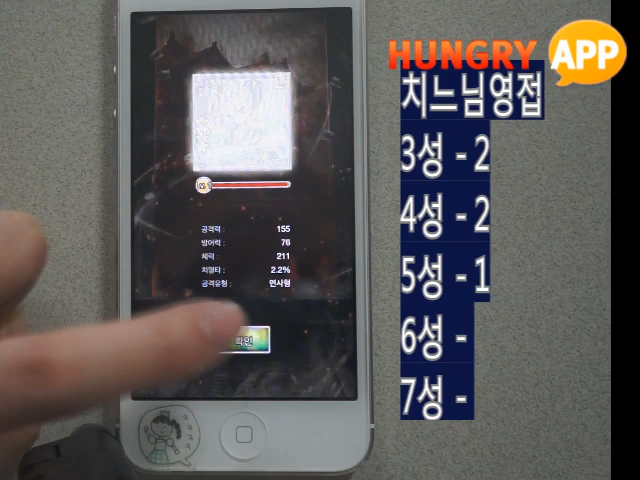 HUNGRY APP
치느님영접
3성 - 2
4성 - 2
5성 - 1
6성 -
7성 -
공격력 : 155
방어력 : 76
체력 : 211
치명타 : 2.2%
공격유형 : 연사형
확인